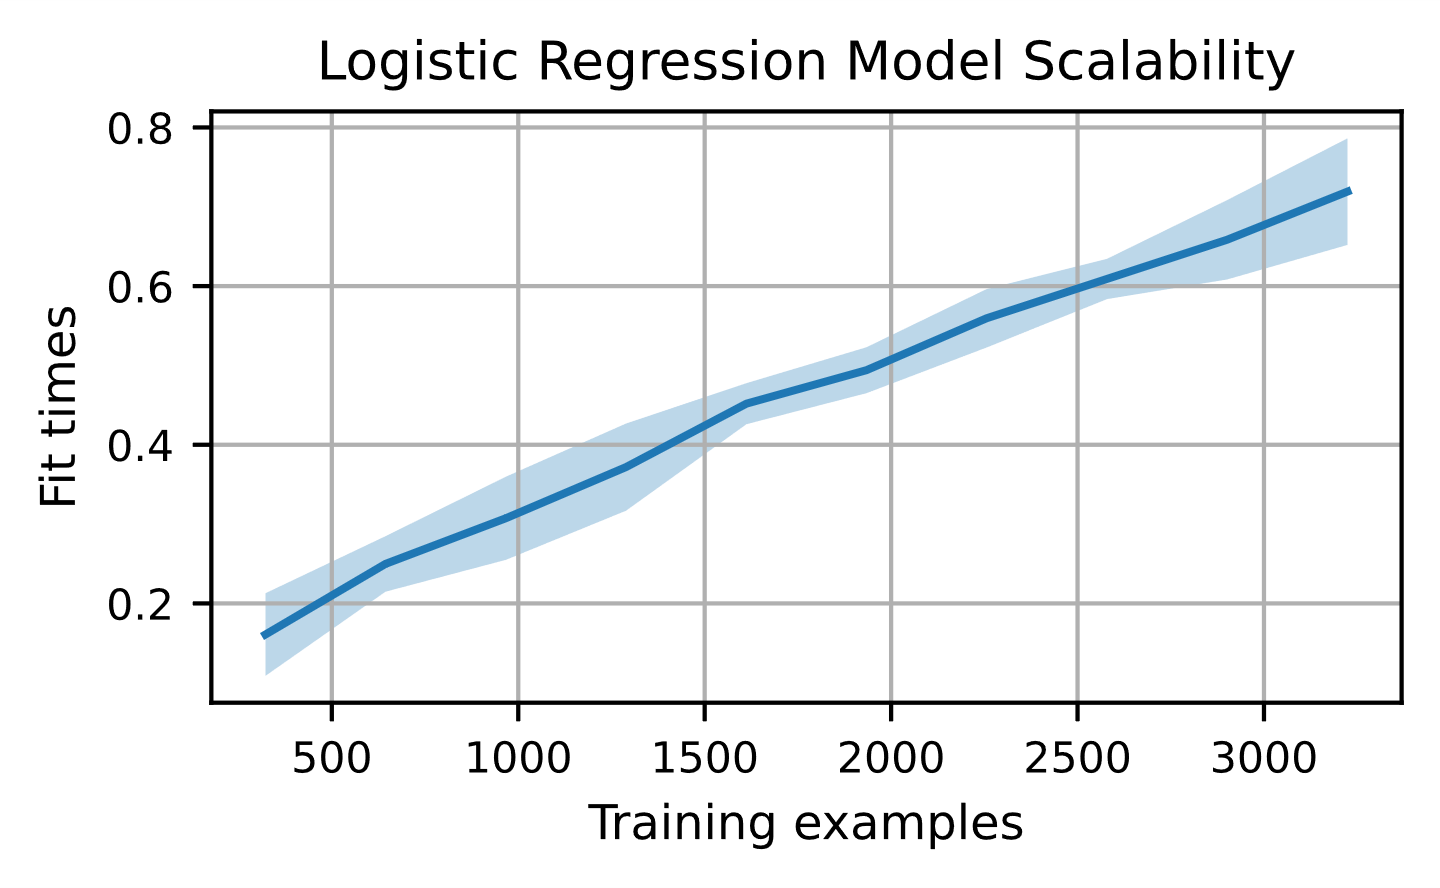 Logistic Regression Model Scalability
0.8
0.6
0.4
0.2
Fit times
500 1000 1500 2000 2500 3000
Training examples